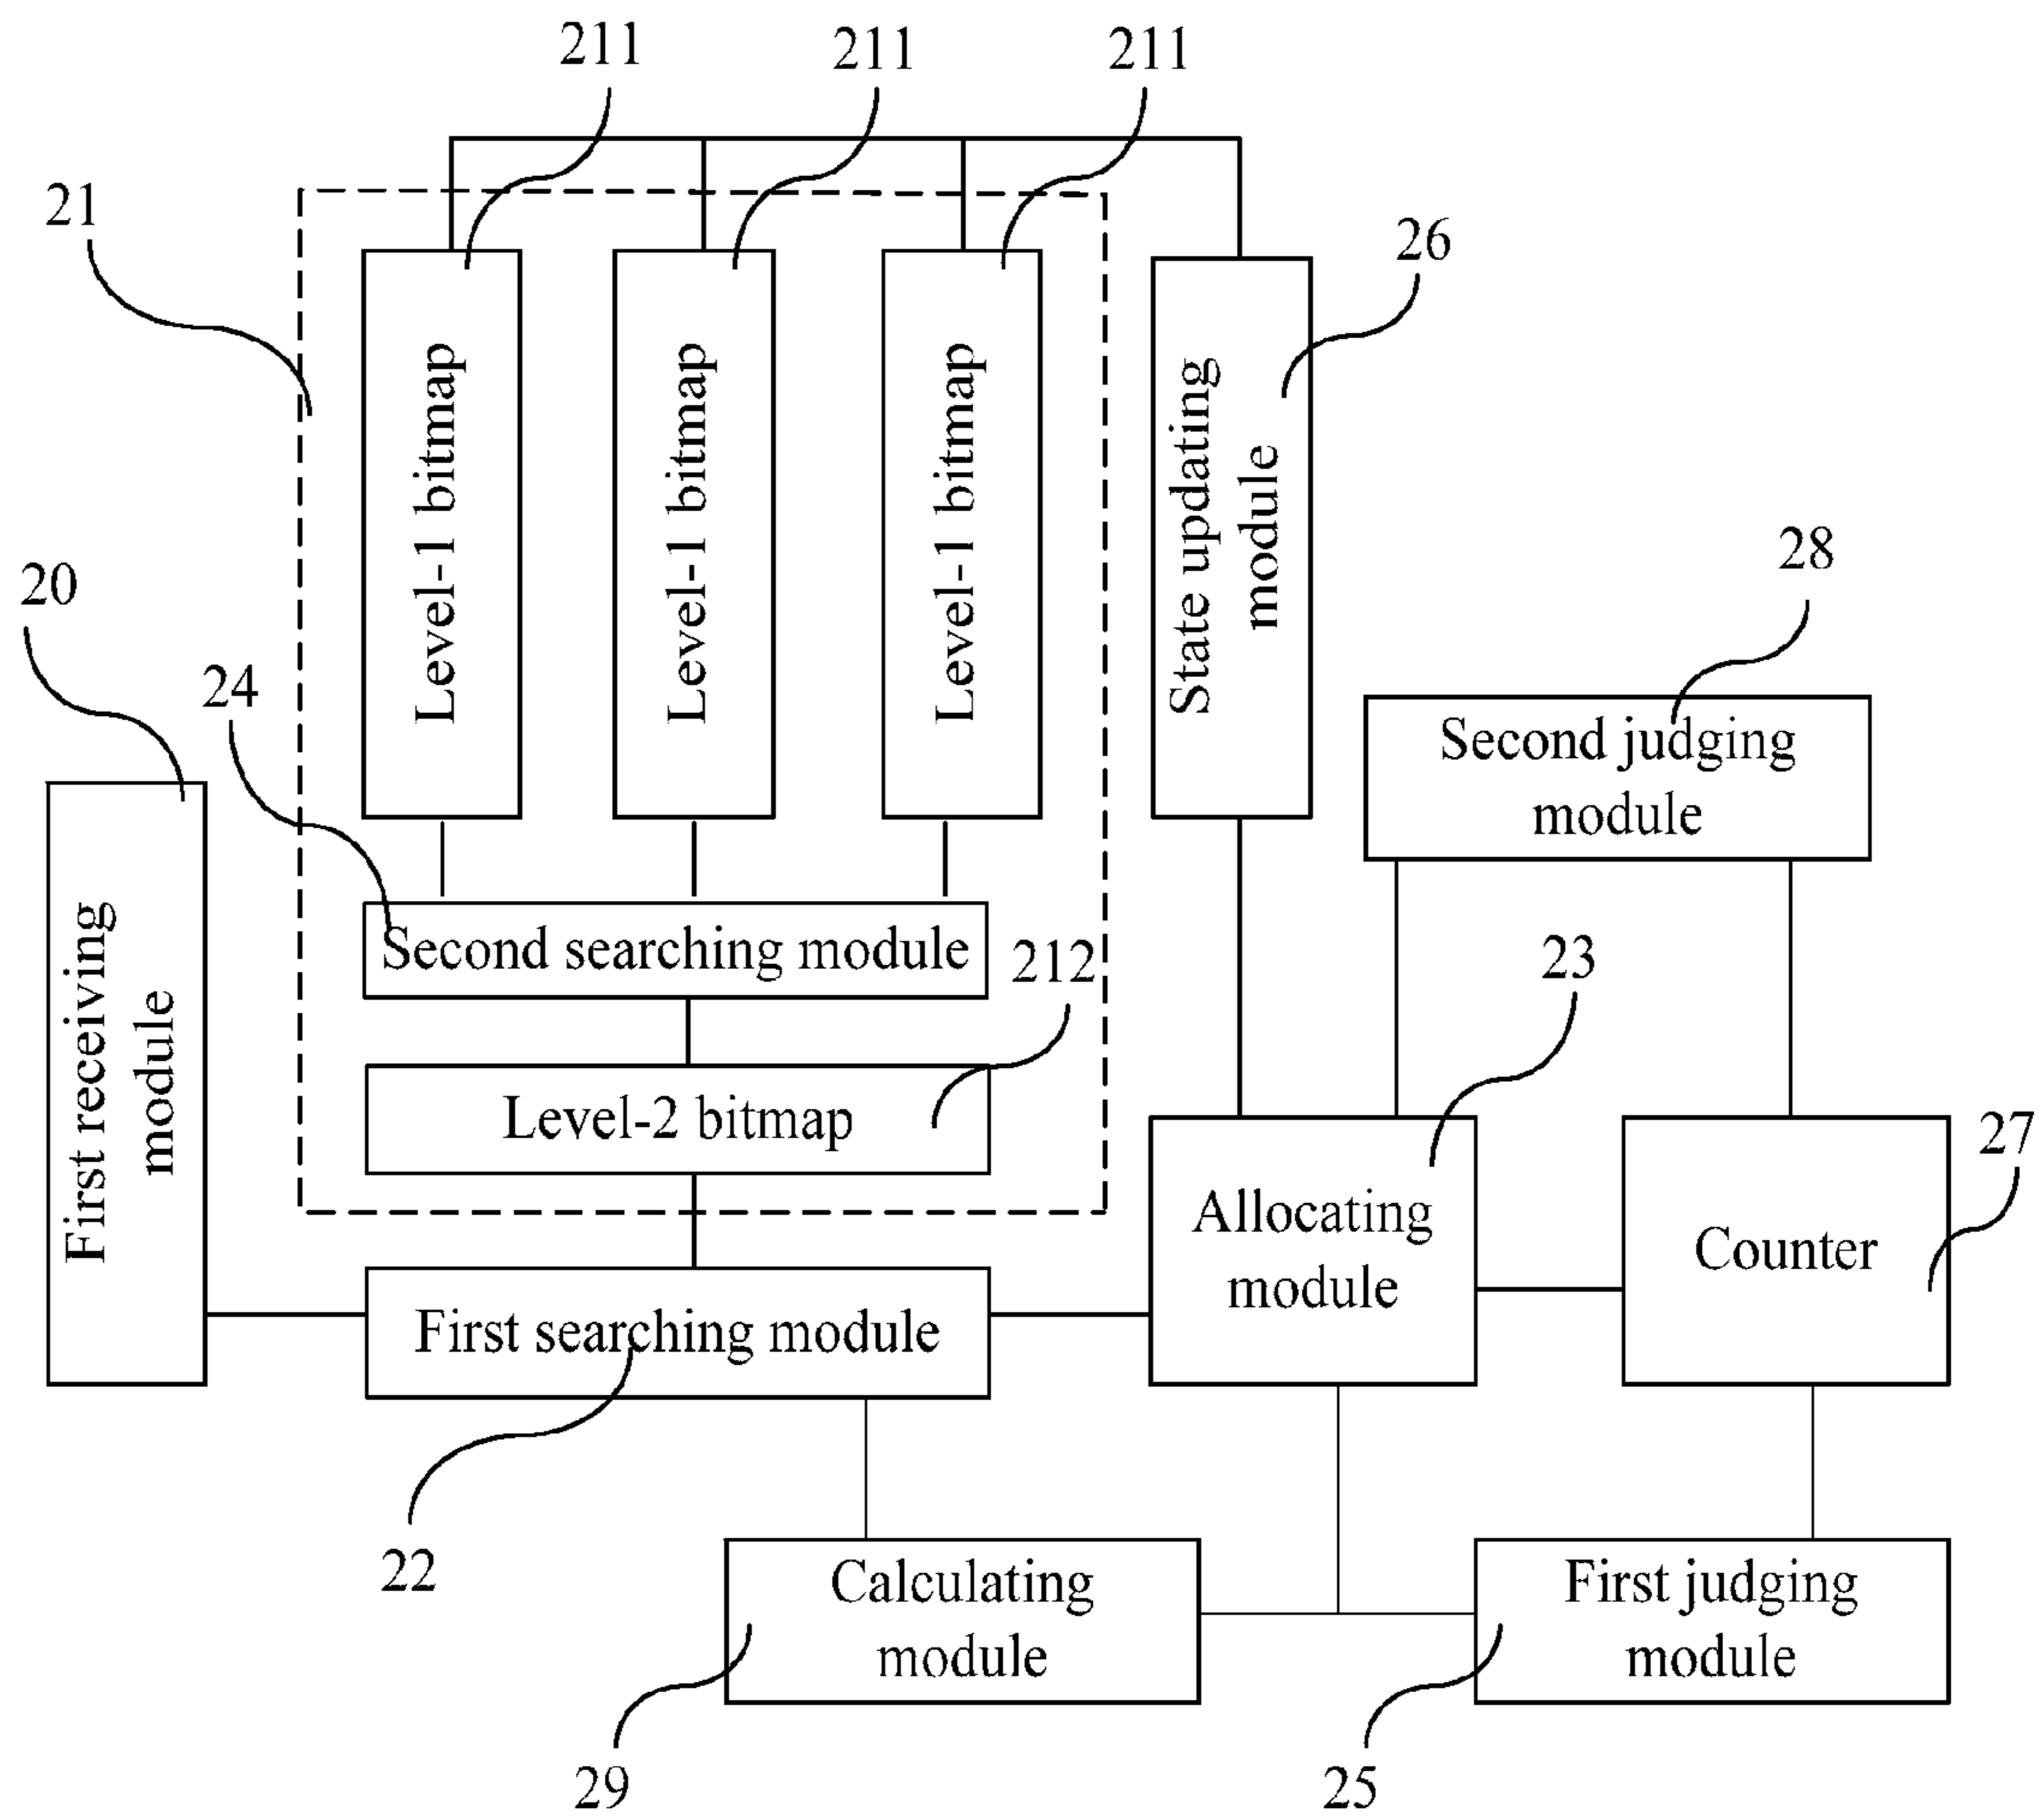 211
211
211
21
26
Level-1 bitmap
Level-1 bitmap
Level-1 bitmap
State updating
module
20
24
28
Second judging
module
First receiving
module
Second searching module
212
23
Level-2 bitmap
27
Allocating
module
Counter
First searching module
22
Calculating
module
First judging
module
29
25